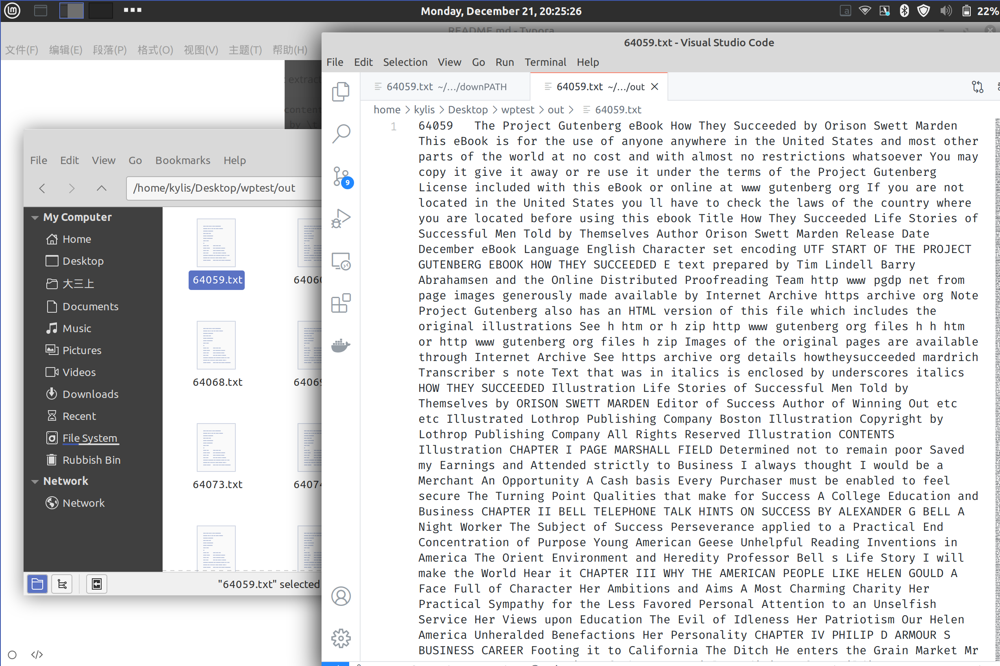 Monday, December 21, 20:25:26
22%
README.md - Typora
文件(F) 编辑(E) 段落(P) 格式(O) 视图(V) 主题(T) 帮助(H)
extract
content
by \t
File Edit View Go Bookmarks Help
/home/kylis/Desktop/wptest/out
My Computer
Home
Desktop
大三上
Documents
Music
Pictures
Videos
Downloads
Recent
File System
Rubbish Bin
Network
Network
64059.txt
64068.txt
64073.txt
"64059.txt" selected
</>
64059.txt - Visual Studio Code
File Edit Selection View Go Run Terminal Help
64059.txt ~/.../downPATH
64059.txt ~/.../out
home > kylis > Desktop > wptest > out > 64059.txt
9
1
64059 The Project Gutenberg eBook How They Succeeded by Orison Swett Marden
This eBook is for the use of anyone anywhere in the United States and most other
parts of the world at no cost and with almost no restrictions whatsoever You may
copy it give it away or re use it under the terms of the Project Gutenberg
License included with this eBook or online at www gutenberg org If you are not
located in the United States you ll have to check the laws of the country where
you are located before using this ebook Title How They Succeeded Life Stories of
Successful Men Told by Themselves Author Orison Swett Marden Release Date
December eBook Language English Character set encoding UTF START OF THE PROJECT
GUTENBERG EBOOK HOW THEY SUCCEEDED E text prepared by Tim Lindell Barry
Abrahamsen and the Online Distributed Proofreading Team http www pgdp net from
page images generously made available by Internet Archive https archive org Note
Project Gutenberg also has an HTML version of this file which includes the
original illustrations See h htm or h zip http www gutenberg org files h h htm
or http www gutenberg org files h zip Images of the original pages are available
through Internet Archive See https archive org details howtheysucceeded mardrich
Transcriber s note Text that was in italics is enclosed by underscores italics
HOW THEY SUCCEEDED Illustration Life Stories of Successful Men Told by
Themselves by ORISON SWETT MARDEN Editor of Success Author of Winning Out etc
etc Illustrated Lothrop Publishing Company Boston Illustration Copyright by
Lothrop Publishing Company All Rights Reserved Illustration CONTENTS
Illustration CHAPTER I PAGE MARSHALL FIELD Determined not to remain poor Saved
my Earnings and Attended strictly to Business I always thought I would be a
Merchant An Opportunity A Cash basis Every Purchaser must be enabled to feel
secure The Turning Point Qualities that make for Success A College Education and
Business CHAPTER II BELL TELEPHONE TALK HINTS ON SUCCESS BY ALEXANDER G BELL A
Night Worker The Subject of Success Perseverance applied to a Practical End
Concentration of Purpose Young American Geese Unhelpful Reading Inventions in
America The Orient Environment and Heredity Professor Bell s Life Story I will
make the World Hear it CHAPTER III WHY THE AMERICAN PEOPLE LIKE HELEN GOULD A
Face Full of Character Her Ambitions and Aims A Most Charming Charity Her
Practical Sympathy for the Less Favored Personal Attention to an Unselfish
Service Her Views upon Education The Evil of Idleness Her Patriotism Our Helen
America Unheralded Benefactions Her Personality CHAPTER IV PHILIP D ARMOUR S
BUSINESS CAREER Footing it to California The Ditch He enters the Grain Market Mr